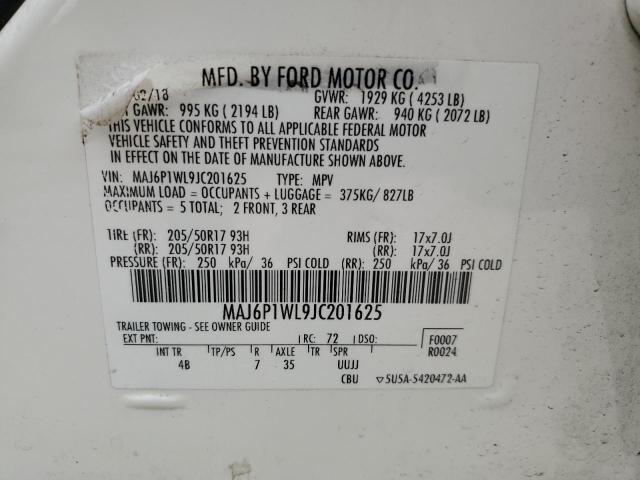 MFD. BY FORD MOTOR CO.
02/18 GVWR: 1929 KG ( 4253 LB)
GAWR: 995 KG ( 2194 LB) REAR GAWR: 940 KG ( 2072 LB)
THIS VEHICLE CONFORMS TO ALL APPLICABLE FEDERAL MOTOR
VEHICLE SAFETY AND THEFT PREVENTION STANDARDS
IN EFFECT ON THE DATE OF MANUFACTURE SHOWN ABOVE.
VIN: MAJ6P1WL9JC201625 TYPE: MPV
MAXIMUM LOAD = OCCUPANTS + LUGGAGE = 375KG/ 827LB
OCCUPANTS = 5 TOTAL; 2 FRONT, 3 REAR
TIRE (FR): 205/50R17 93H RIMS (FR): 17x7.0J
(RR): 205/50R17 93H (RR): 17x7.0J
PRESSURE (FR): 250 kPa/ 36 PSI COLD (RR): 250 kPa/ 36 PSI COLD
MAJ6P1WL9JC201625
TRAILER TOWING - SEE OWNER GUIDE
EXT PNT: RC: 72 DSO: F0007
R0024
INT TR TP/PS R AXLE TR SPR
4B 7 35 UUJJ
CBU 5USA-5420472-AA